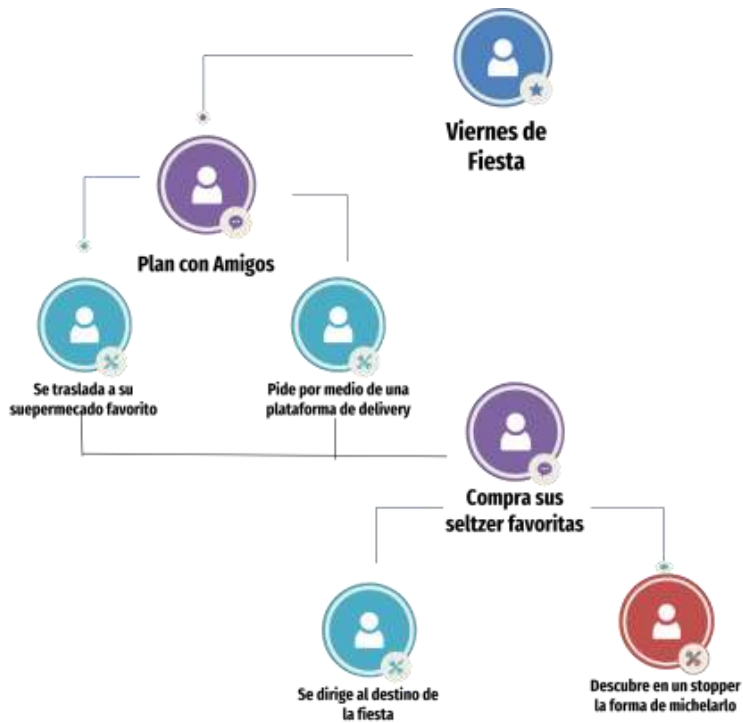 Viernes de
Fiesta
Plan con Amigos
Se traslada a su
suepermecado favorito
Pide por medio de una
plataforma de delivery
Compra sus
seltzer favoritas
Se dirige al destino de
la fiesta
Descubre en un stopper
la forma de michelarlo